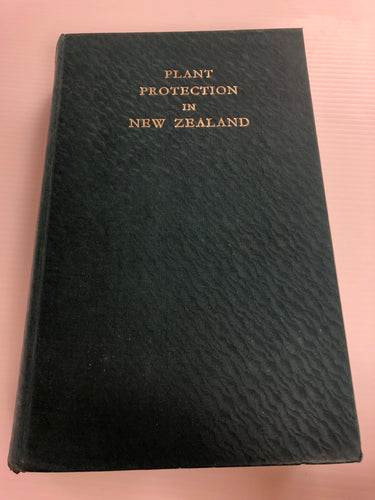 PLANT
PROTECTION
IN
NEW ZEALAND